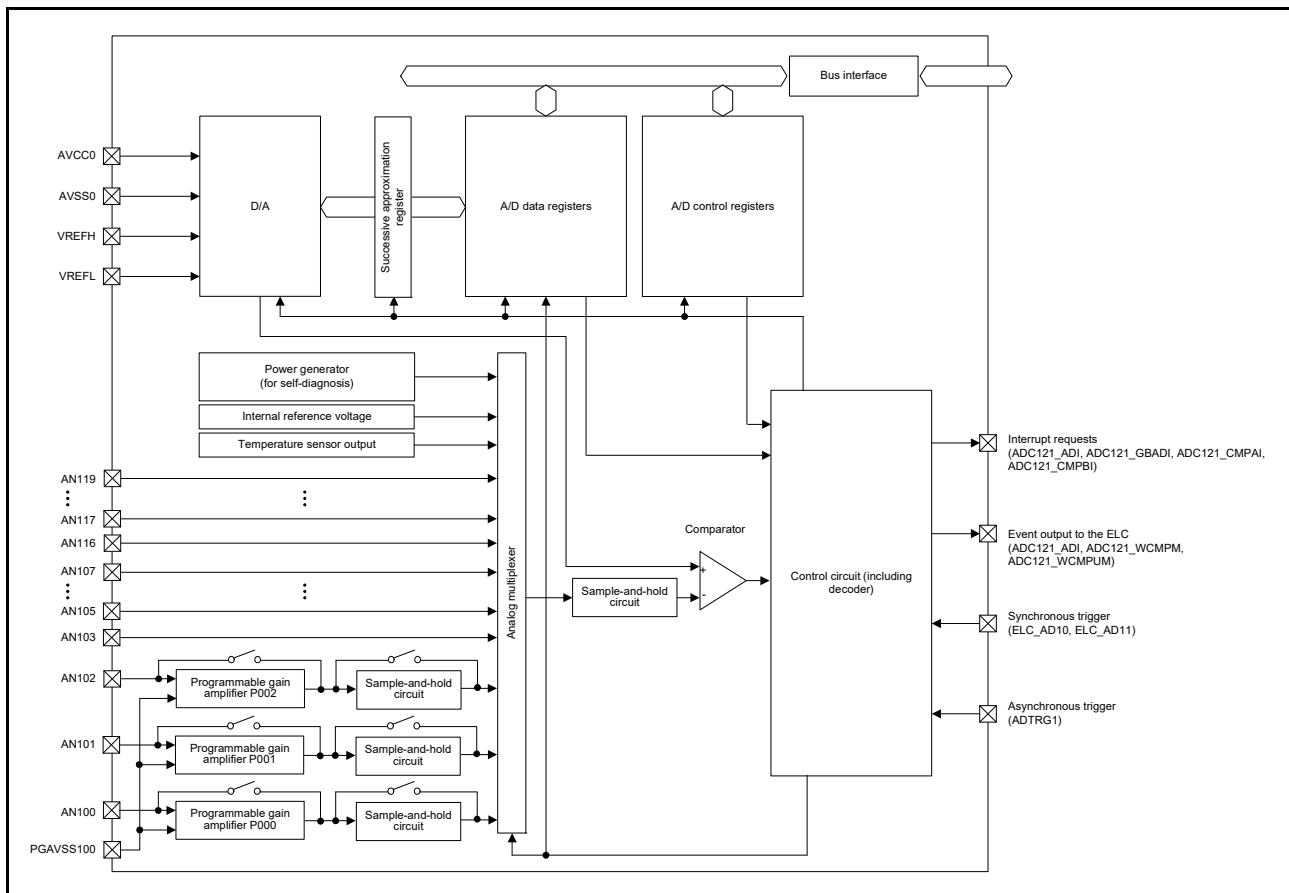 Bus interface
AVCC0
AVSS0
VREFH
VREFL
D/A
Successive approximation
register
A/D data registers
A/D control registers
Power generator
(for self-diagnosis)
Internal reference voltage
Temperature sensor output
AN119
AN117
AN116
AN107
AN105
AN103
AN102
AN101
AN100
PGAVSS100
Programmable gain
amplifier P002
Sample-and-hold
circuit
Programmable gain
amplifier P001
Sample-and-hold
circuit
Programmable gain
amplifier P000
Sample-and-hold
circuit
Analog multiplexer
Sample-and-hold
circuit
Comparator
+
-
Control circuit (including
decoder)
Interrupt requests
(ADC121_ADI, ADC121_GBADI, ADC121_CMPAI,
ADC121_CMPBI)
Event output to the ELC
(ADC121_ADI, ADC121_WCMPM,
ADC121_WCMPUM)
Synchronous trigger
(ELC_AD10, ELC_AD11)
Asynchronous trigger
(ADTRG1)